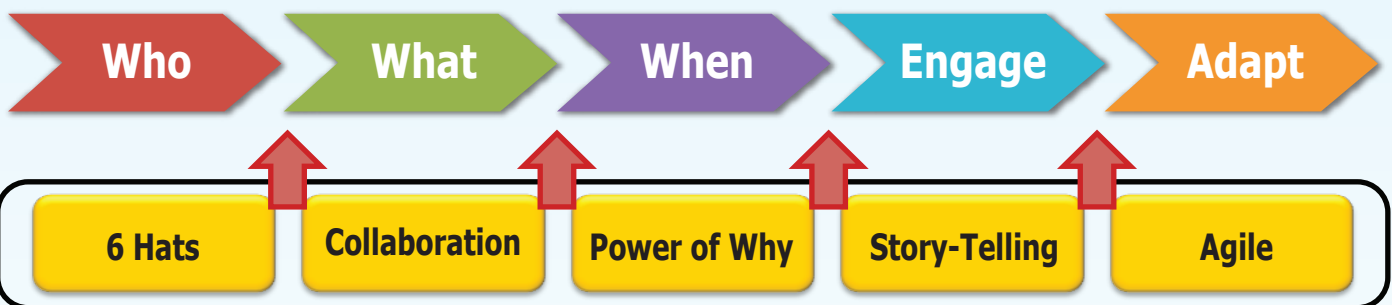 Who
What
When
Engage
Adapt
6 Hats
Collaboration
Power of Why
Story-Telling
Agile